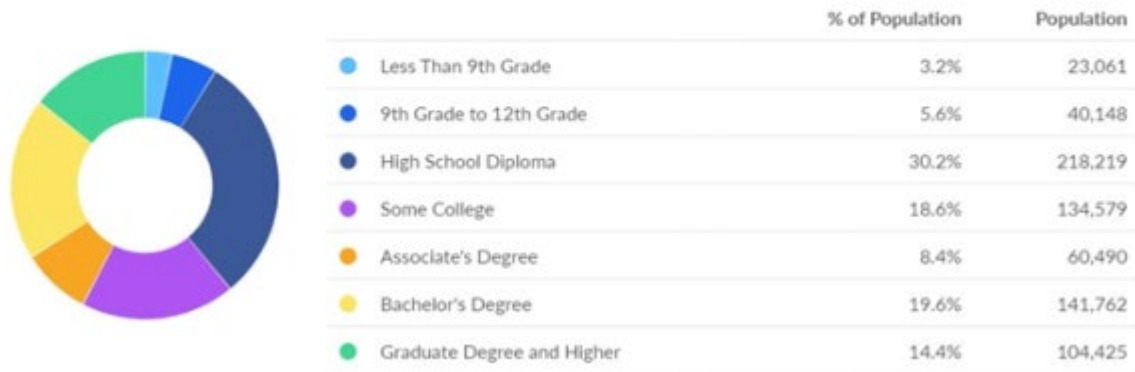 % of Population Population
Less Than 9th Grade 3.2% 23,061
9th Grade to 12th Grade 5.6% 40,148
High School Diploma 30.2% 218,219
Some College 18.6% 134,579
Associate's Degree 8.4% 60,490
Bachelor's Degree 19.6% 141,762
Graduate Degree and Higher 14.4% 104,425